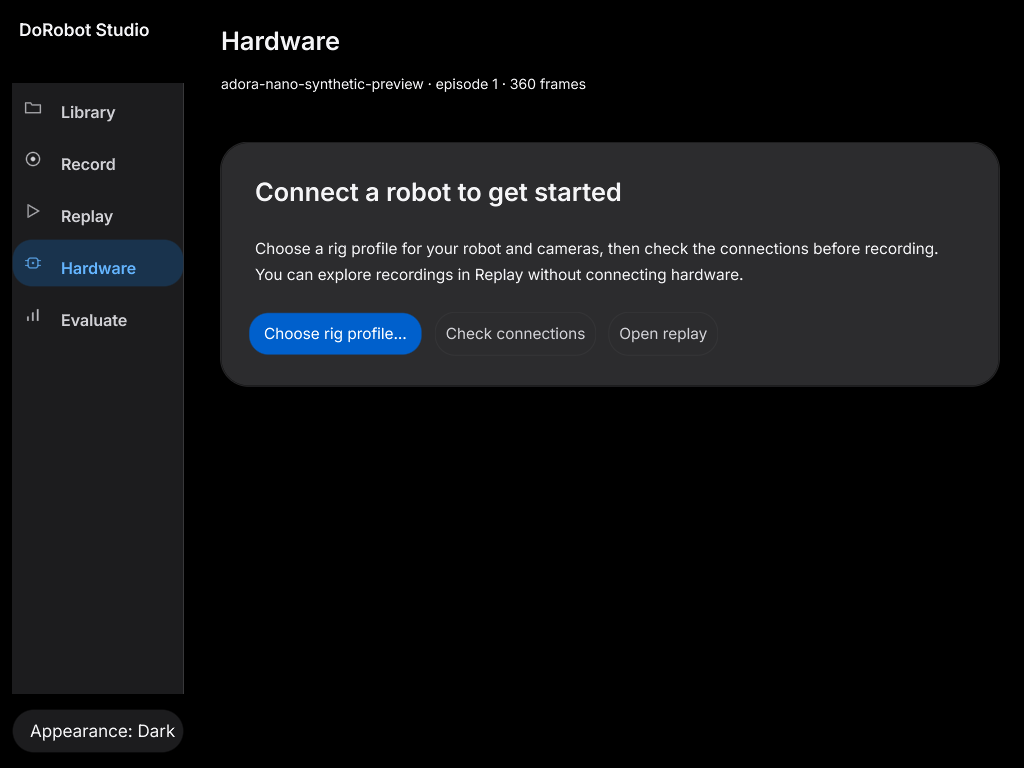 DoRobot Studio
Library
Record
Replay
Hardware
Evaluate
Appearance: Dark
Hardware
adora-nano-synthetic-preview · episode 1 · 360 frames
Connect a robot to get started
Choose a rig profile for your robot and cameras, then check the connections before recording.
You can explore recordings in Replay without connecting hardware.
Choose rig profile...
Check connections
Open replay